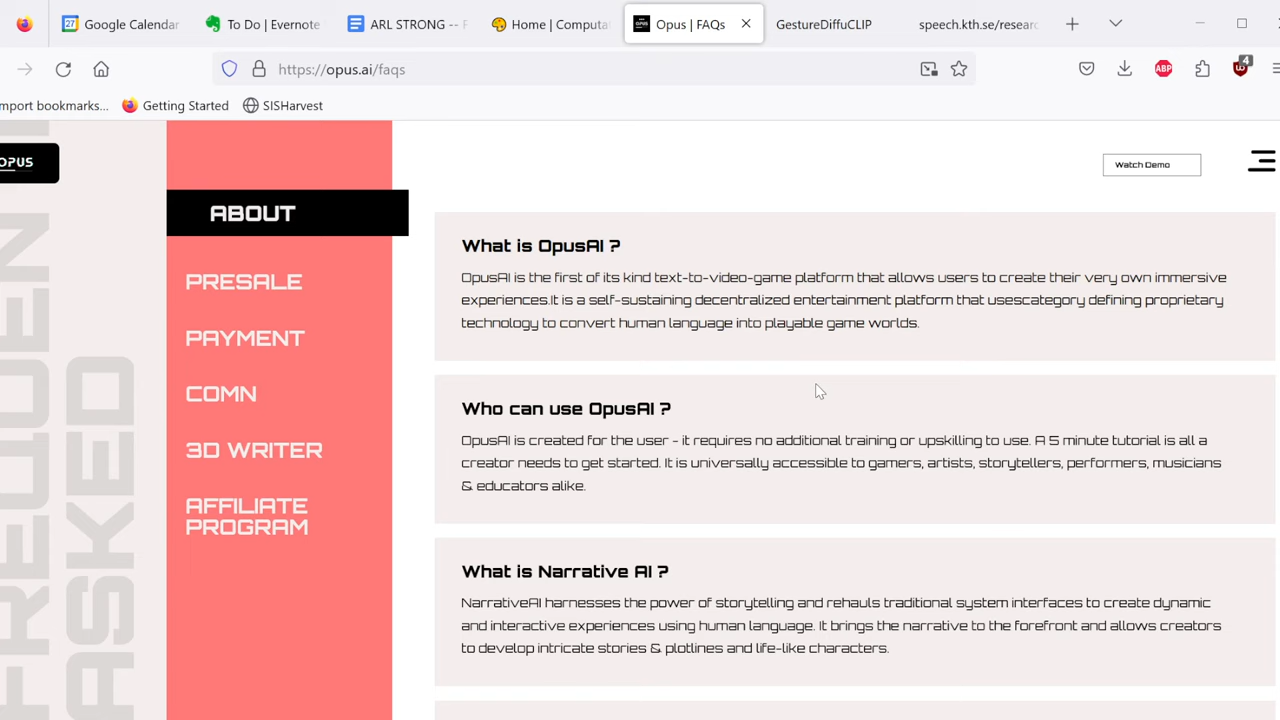 27 Google Calendar
To Do | Evernote
ARL STRONG --
Home | Computat
OPUS Opus | FAQs
GestureDiffuCLIP
speech.kth.se/researc
https://opus.ai/faqs
ABP
4
mport bookmarks...
Getting Started
SISHarvest
OPUS
Watch Demo
FREQUEN
ASKED
ABOUT
PRESALE
PAYMENT
COMN
3D WRITER
AFFILIATE
PROGRAM
What is OpusAI ?
OpusAI is the first of its kind text-to-video-game platform that allows users to create their very own immersive
experiences.It is a self-sustaining decentralized entertainment platform that usescategory defining proprietary
technology to convert human language into playable game worlds.
Who can use OpusAI ?
OpusAI is created for the user - it requires no additional training or upskilling to use. A 5 minute tutorial is all a
creator needs to get started. It is universally accessible to gamers, artists, storytellers, performers, musicians
& educators alike.
What is Narrative AI ?
NarrativeAI harnesses the power of storytelling and rehauls traditional system interfaces to create dynamic
and interactive experiences using human language. It brings the narrative to the forefront and allows creators
to develop intricate stories & plotlines and life-like characters.